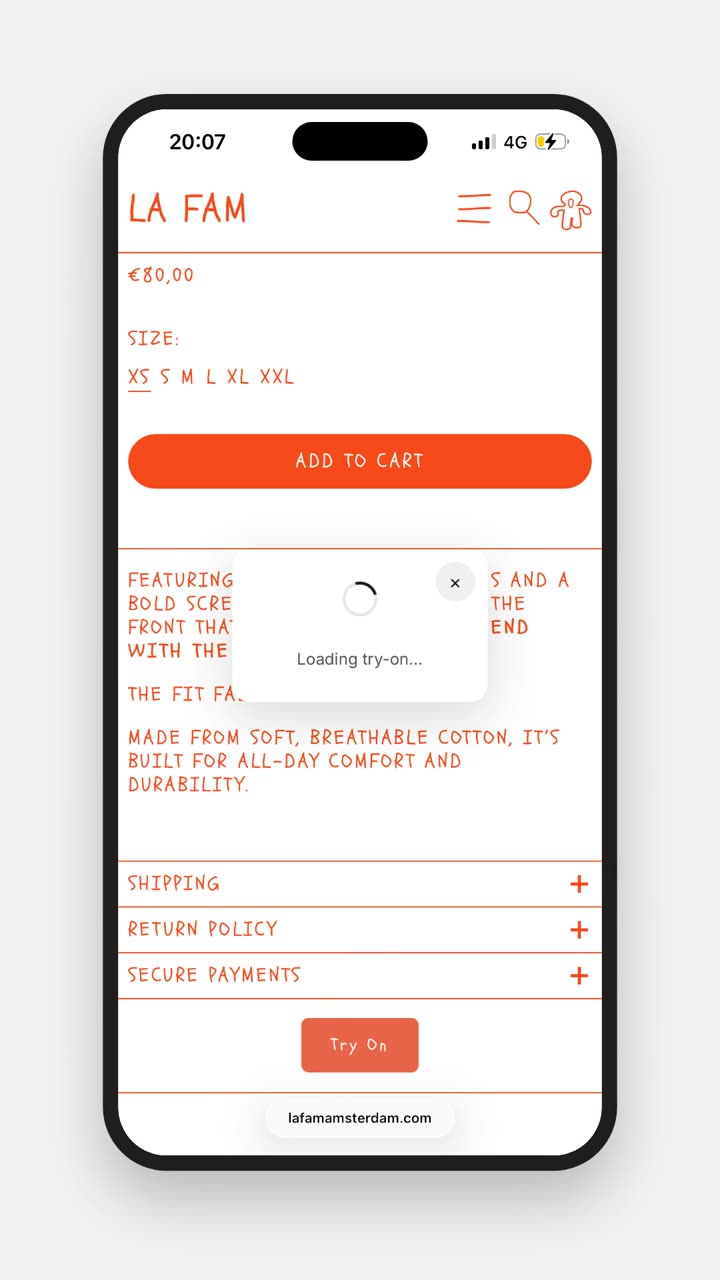 20:07
4G
LA FAM
€80,00
SIZE:
XS S M L XL XXL
ADD TO CART
FEATURING S AND A
BOLD SCRE THE
FRONT THAT END
WITH THE
THE FIT FA
×
Loading try-on...
MADE FROM SOFT, BREATHABLE COTTON, IT'S
BUILT FOR ALL-DAY COMFORT AND
DURABILITY.
SHIPPING +
RETURN POLICY +
SECURE PAYMENTS +
Try On
lafamamsterdam.com